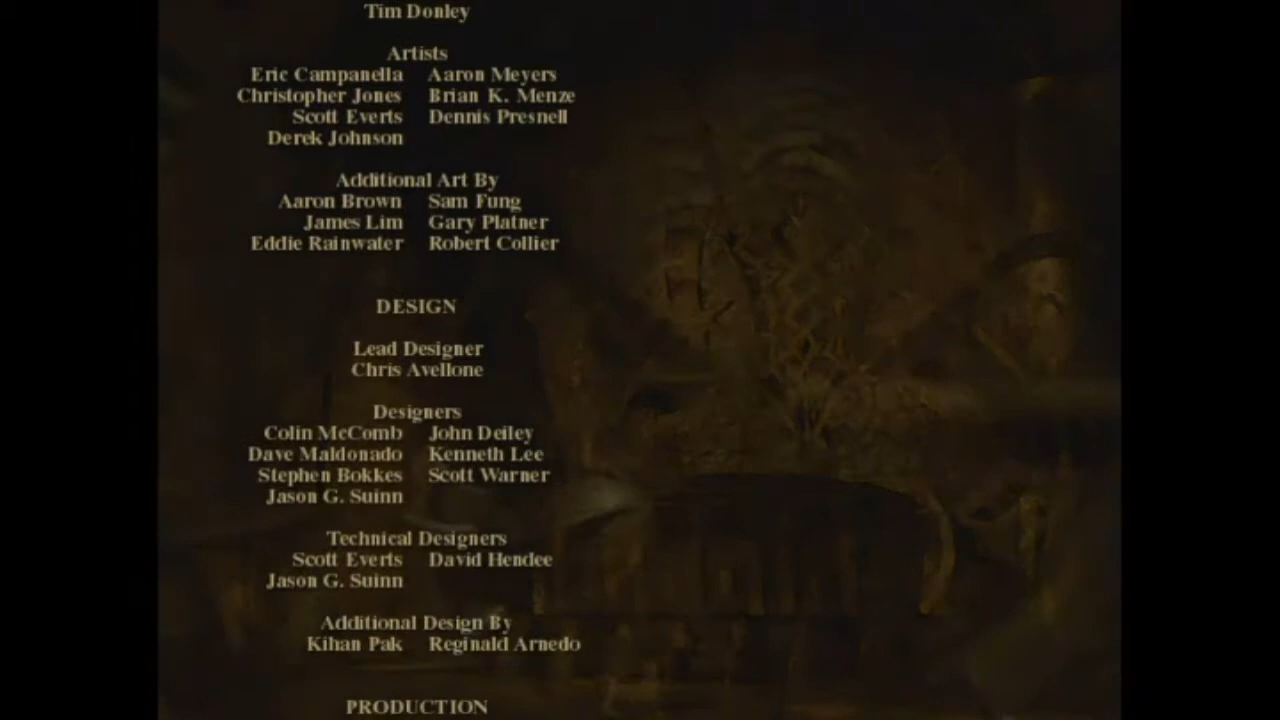 Tim Donley
Artists
Eric Campanella Aaron Meyers
Christopher Jones Brian K. Menze
Scott Everts Dennis Presnell
Derek Johnson
Additional Art By
Aaron Brown Sam Fung
James Lim Gary Platner
Eddie Rainwater Robert Collier
DESIGN
Lead Designer
Chris Avellone
Designers
Colin McComb John Deiley
Dave Maldonado Kenneth Lee
Stephen Bokkes Scott Warner
Jason G. Suinn
Technical Designers
Scott Everts David Hendee
Jason G. Suinn
Additional Design By
Kihan Pak Reginald Arnedo
PRODUCTION